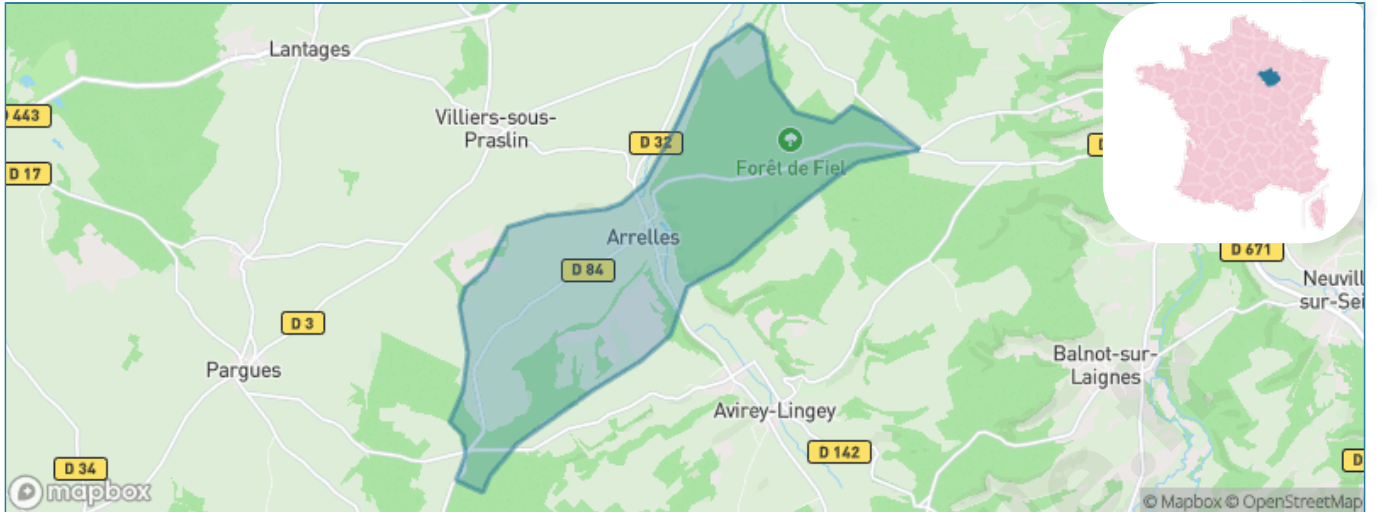 Lantages
D 443
Villiers-sous-
Praslin
D 32
D 17
Forêt de Fiel
Arrelles
D 671
D 84
Neuvill
sur-Sei
D 3
Balnot-sur-
Laignes
Pargues
Avirey-Lingey
D 142
D 34
mapbox
© Mapbox © OpenStreetMap